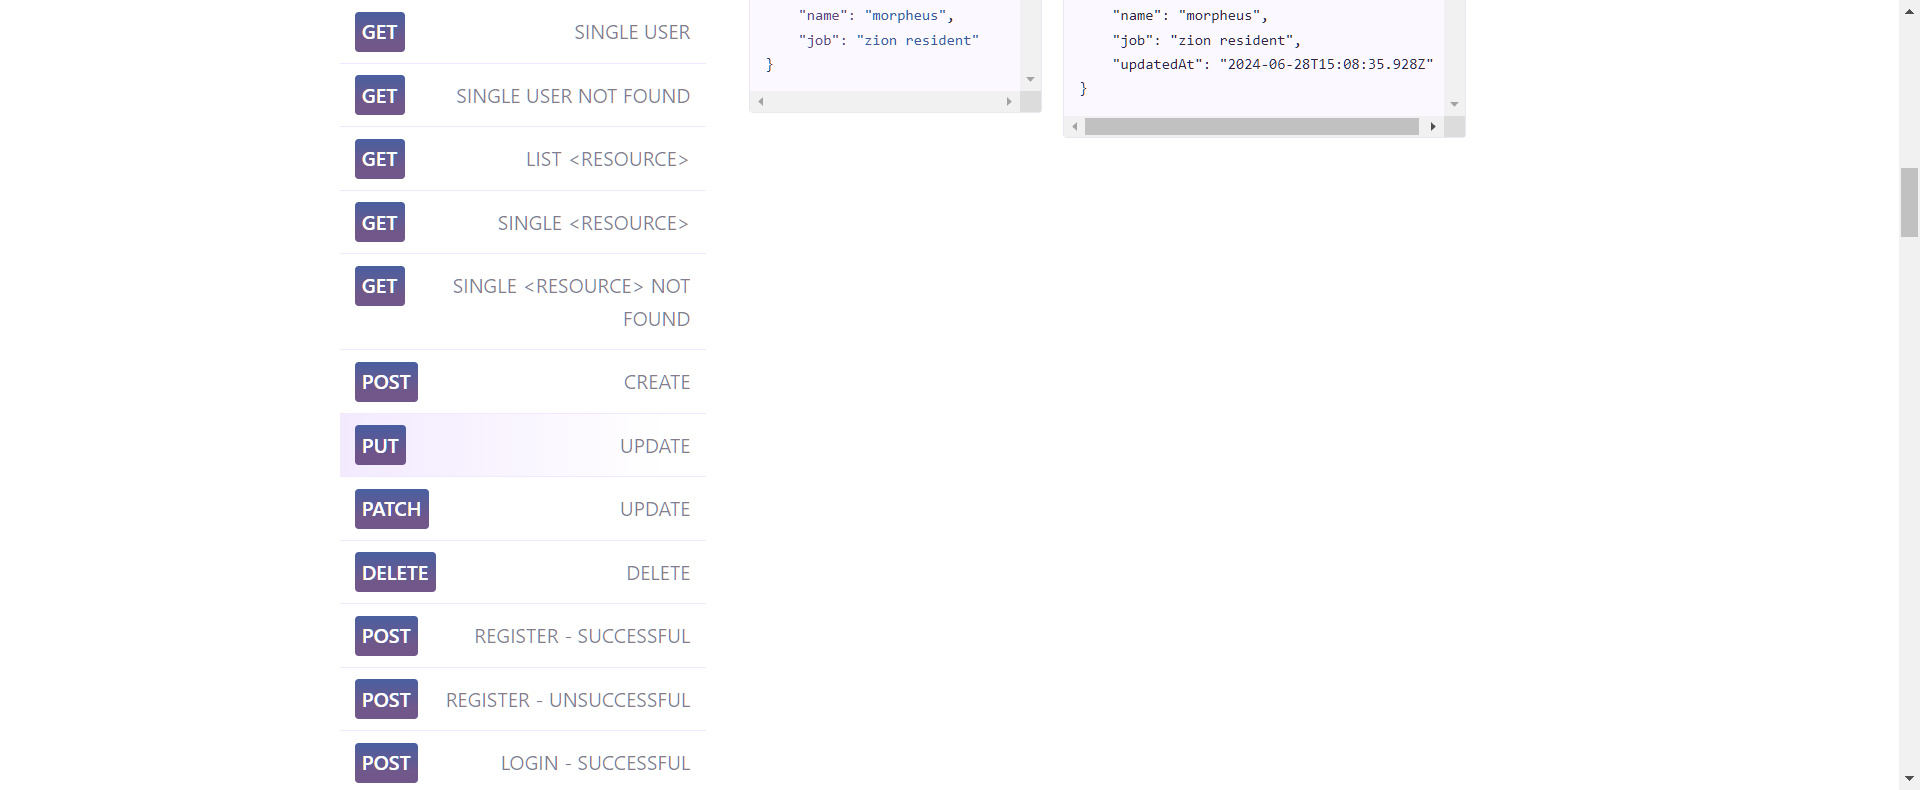 GET SINGLE USER
GET SINGLE USER NOT FOUND
GET LIST <RESOURCE>
GET SINGLE <RESOURCE>
GET SINGLE <RESOURCE> NOT
FOUND
POST CREATE
PUT UPDATE
PATCH UPDATE
DELETE DELETE
POST REGISTER - SUCCESSFUL
POST REGISTER - UNSUCCESSFUL
POST LOGIN - SUCCESSFUL
"name": "morpheus",
"job": "zion resident"
}
"name": "morpheus",
"job": "zion resident",
"updatedAt": "2024-06-28T15:08:35.928Z"
}